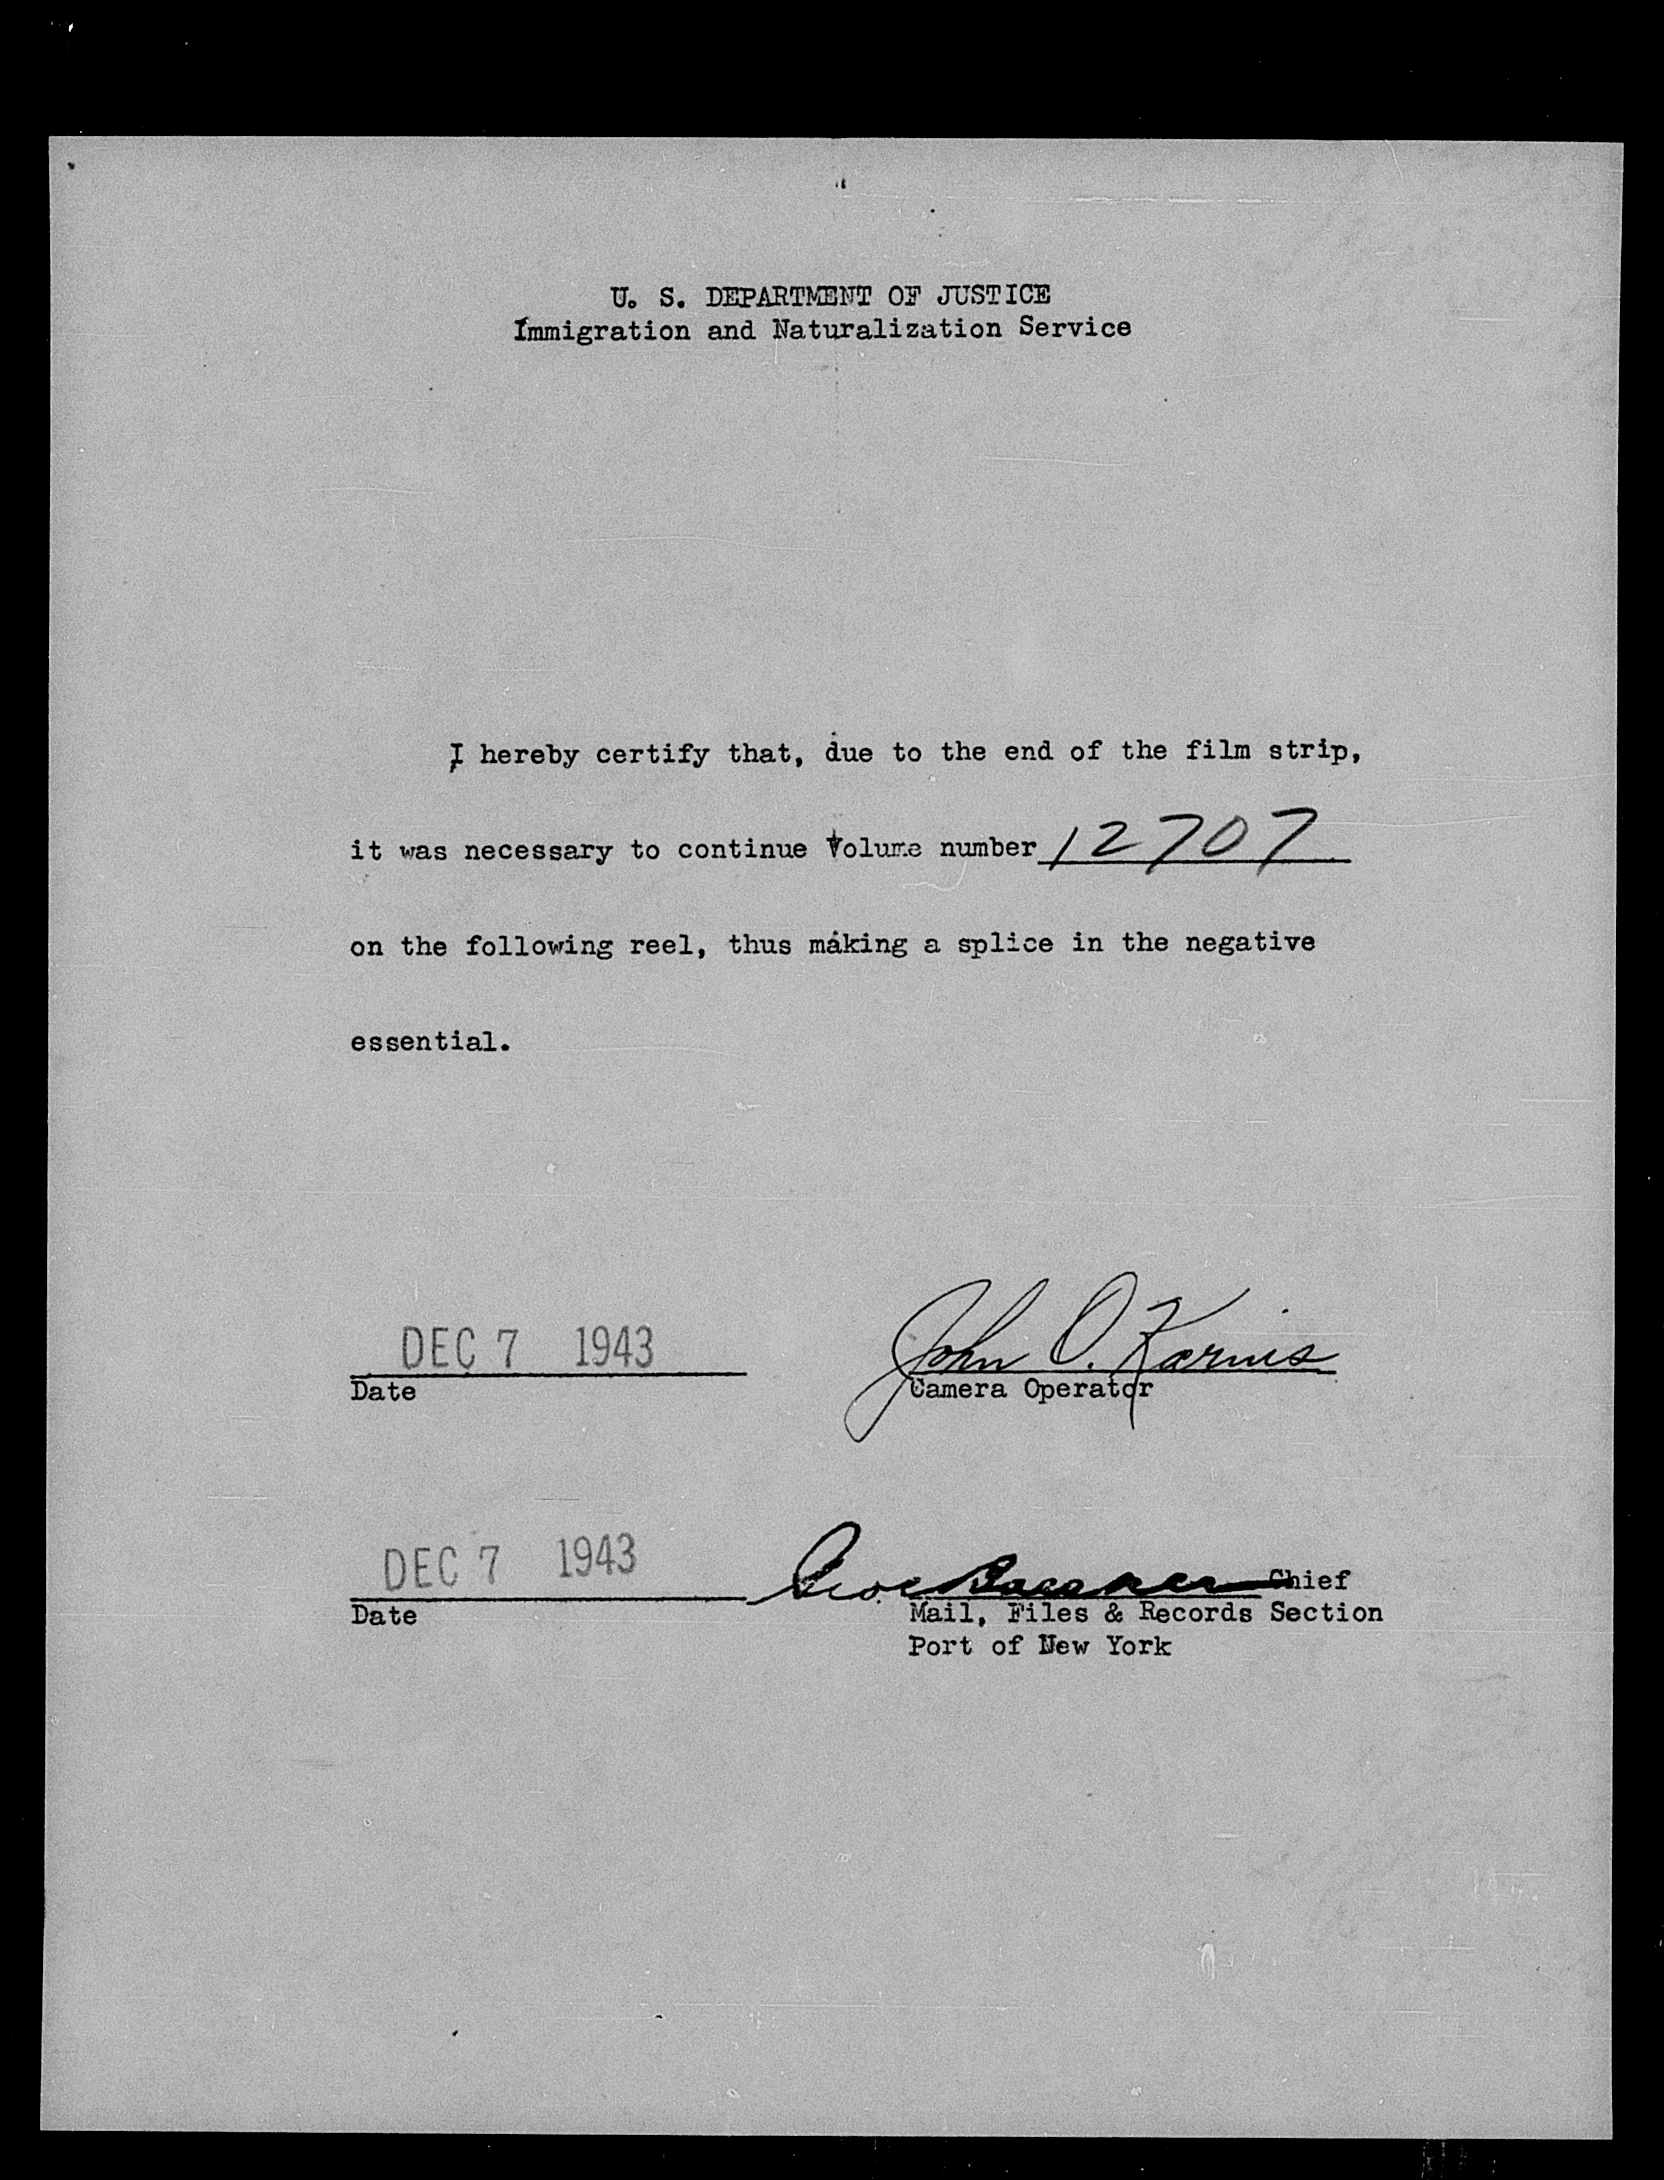 U. S. DEPARTMENT OF JUSTICE
Immigration and Naturalization Service
I hereby certify that, due to the end of the film strip,
it was necessary to continue Volume number 12707
on the following reel, thus making a splice in the negative
essential.
DEC 7 1943 John O. Karnis
Date Camera Operator
DEC 7 1943 Chief
Date Mail, Files & Records Section
Port of New York